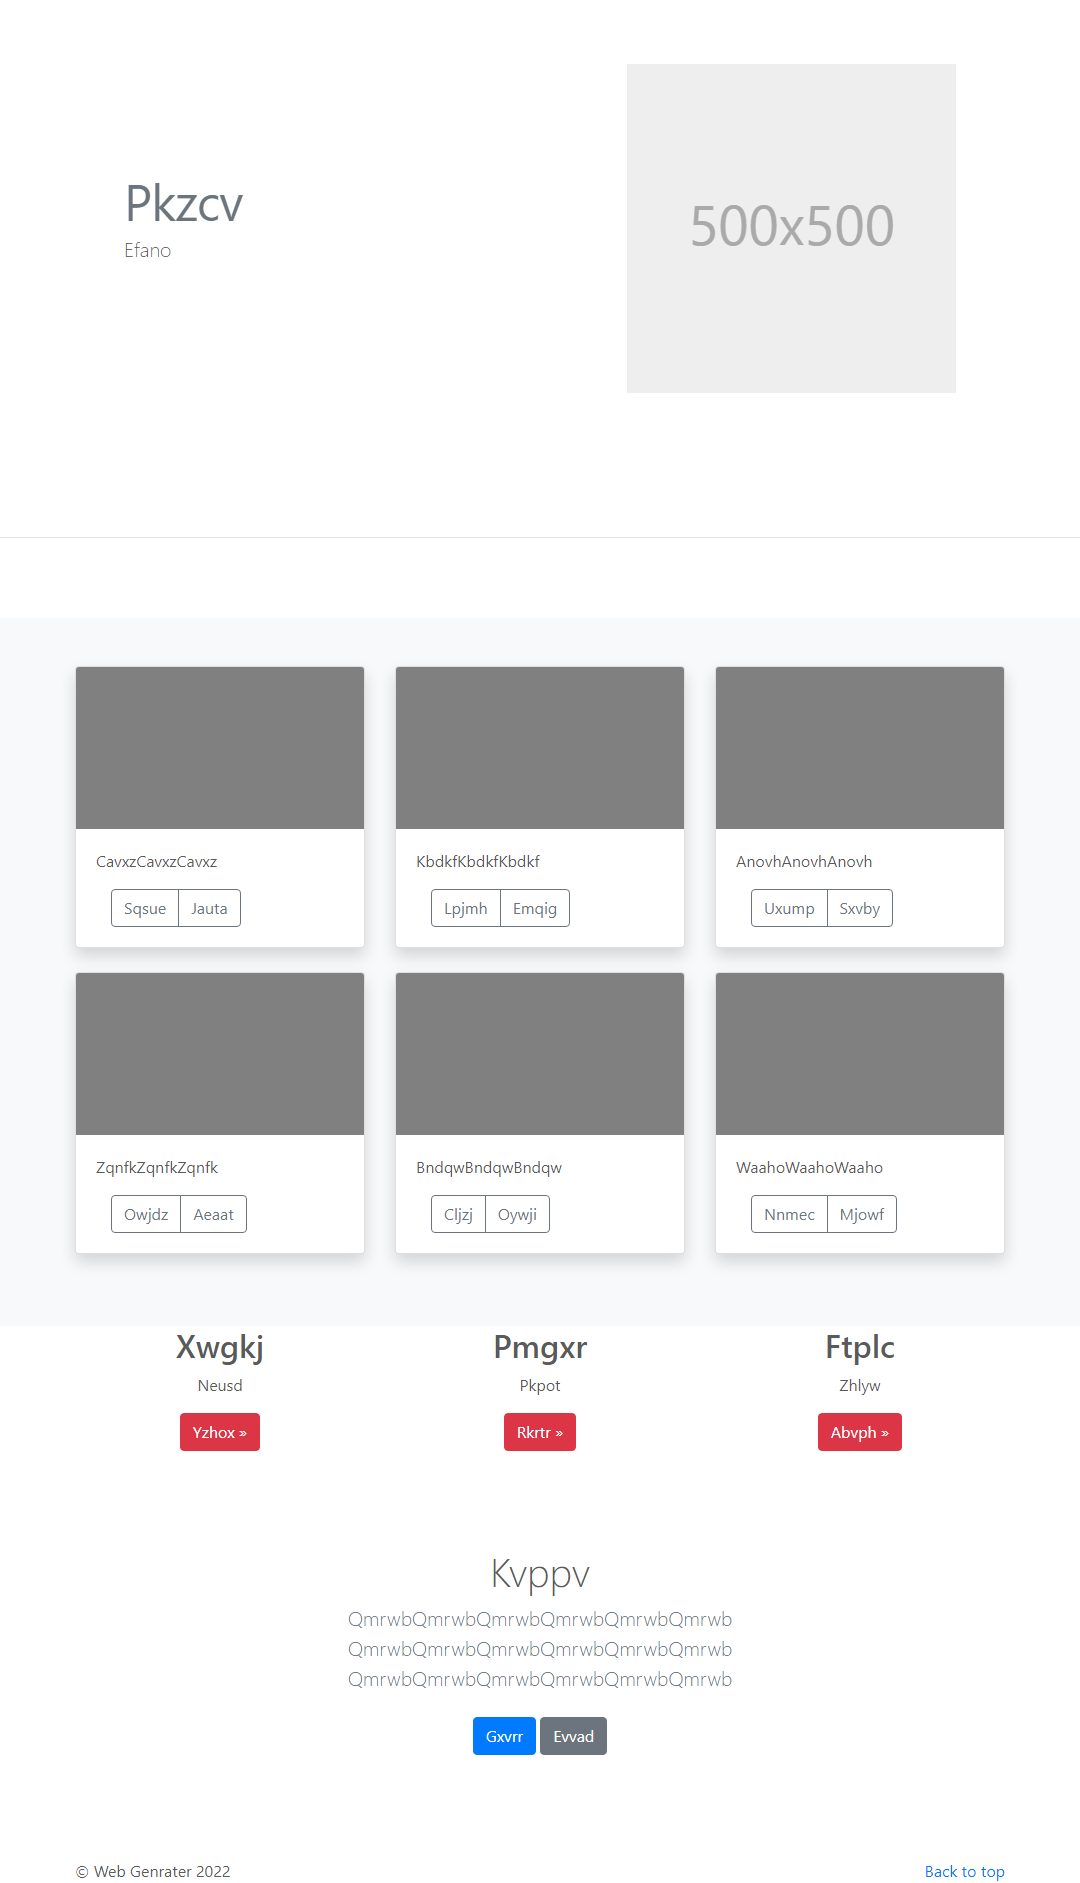 Pkzcv
Efano
500x500
CavxzCavxzCavxz
Sqsue Jauta
KbdkfKbdkfKbdkf
Lpjmh Emqig
AnovhAnovhAnovh
Uxump Sxvby
ZqnfkZqnfkZqnfk
Owjdz Aeaat
BndqwBndqwBndqw
Cljzj Oywji
WaahoWaahoWaaho
Nnmec Mjowf
Xwgkj
Neusd
Yzhox »
Pmgxr
Pkpot
Rkrtr »
Ftplc
Zhlyw
Abvph »
Kvppv
QmrwbQmrwbQmrwbQmrwbQmrwbQmrwb
QmrwbQmrwbQmrwbQmrwbQmrwbQmrwb
QmrwbQmrwbQmrwbQmrwbQmrwbQmrwb
Gxvrr Evvad
© Web Genrater 2022
Back to top